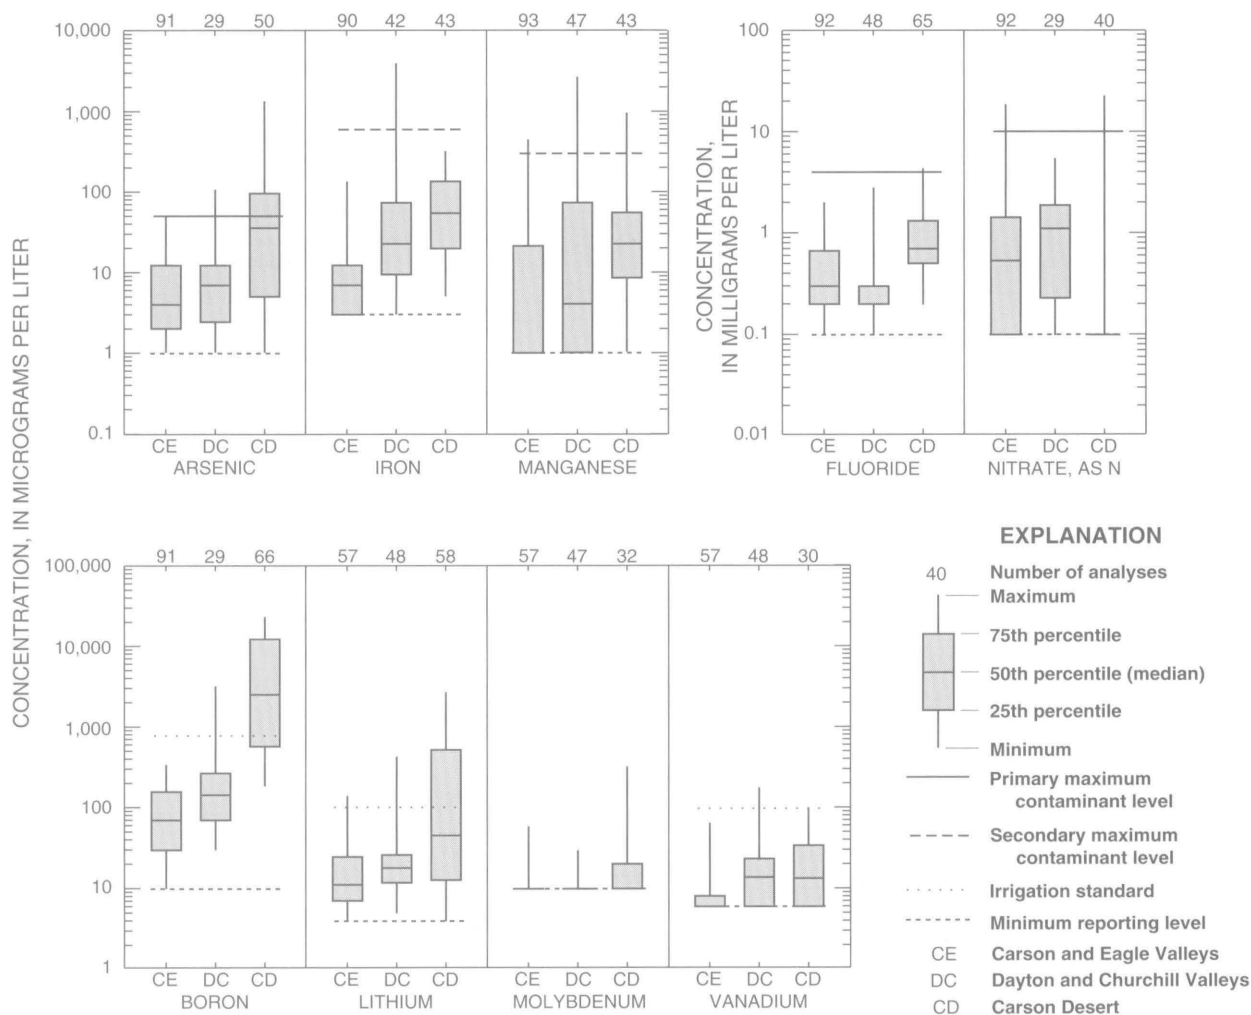 91 29 50 90 42 43 93 47 43
10,000
1,000
100
10
1
0.1
CE DC CD CE DC CD CE DC CD
ARSENIC IRON MANGANESE
92 48 65 92 29 40
100
10
1
0.1
0.01
CONCENTRATION,
IN MILLIGRAMS PER LITER
CE DC CD CE DC CD
FLUORIDE NITRATE, AS N
CONCENTRATION, IN MICROGRAMS PER LITER
91 29 66 57 48 58 57 47 32 57 48 30
100,000
10,000
1,000
100
10
1
CE DC CD CE DC CD CE DC CD CE DC CD
BORON LITHIUM MOLYBDENUM VANADIUM
EXPLANATION
40 Number of analyses
Maximum
75th percentile
50th percentile (median)
25th percentile
Minimum
Primary maximum
contaminant level
Secondary maximum
contaminant level
Irrigation standard
Minimum reporting level
CE Carson and Eagle Valleys
DC Dayton and Churchill Valleys
CD Carson Desert